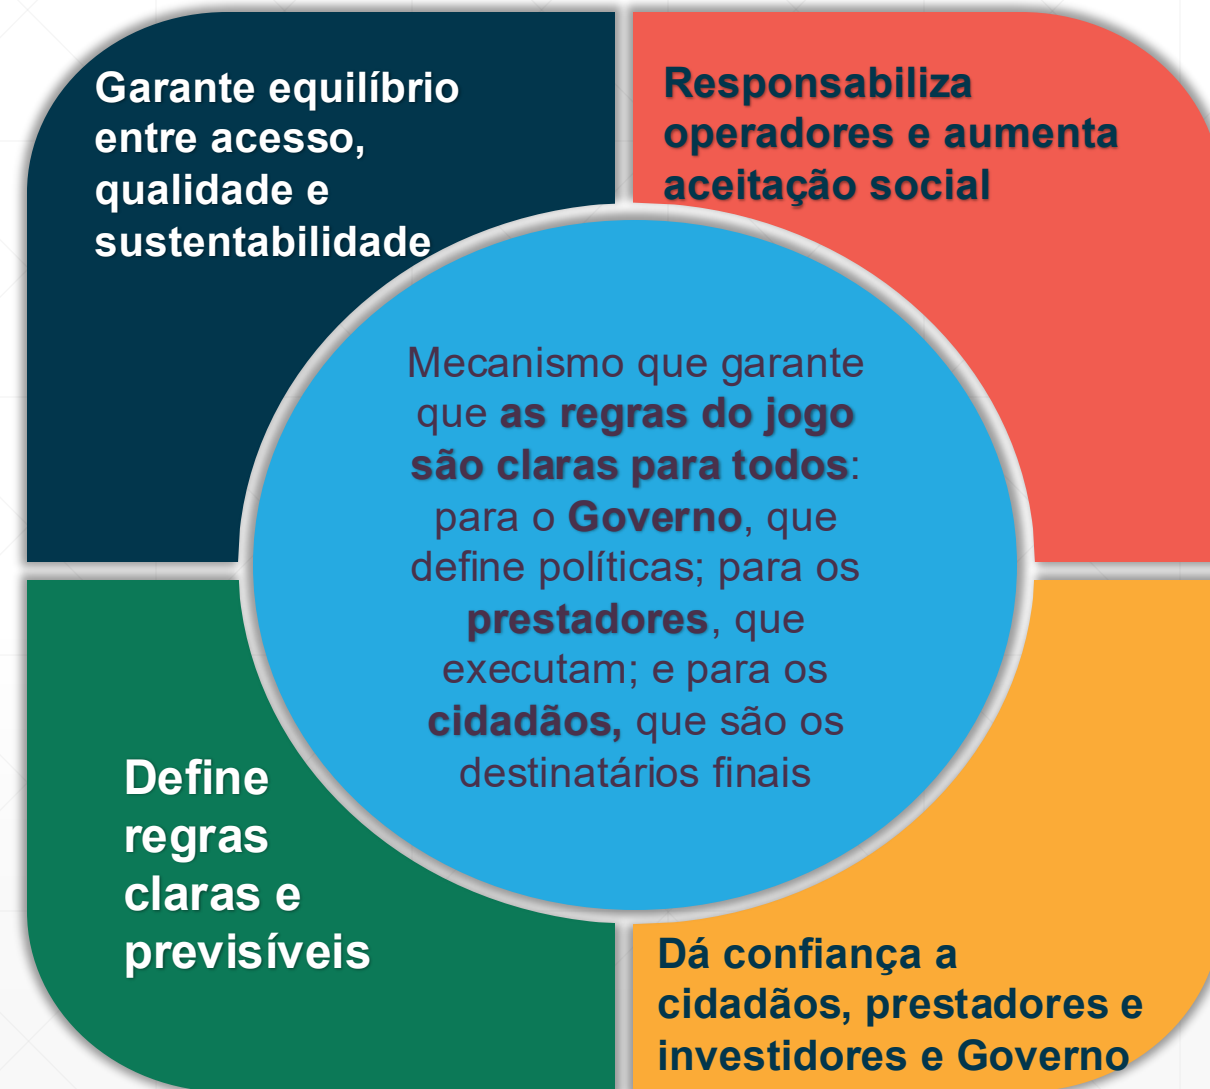 Garante equilíbrio
entre acesso,
qualidade e
sustentabilidade
Responsabiliza
operadores e aumenta
aceitação social
Mecanismo que garante
que as regras do jogo
são claras para todos:
para o Governo, que
define políticas; para os
prestadores, que
executam; e para os
cidadãos, que são os
destinatários finais
Define
regras
claras e
previsíveis
Dá confiança a
cidadãos, prestadores e
investidores e Governo